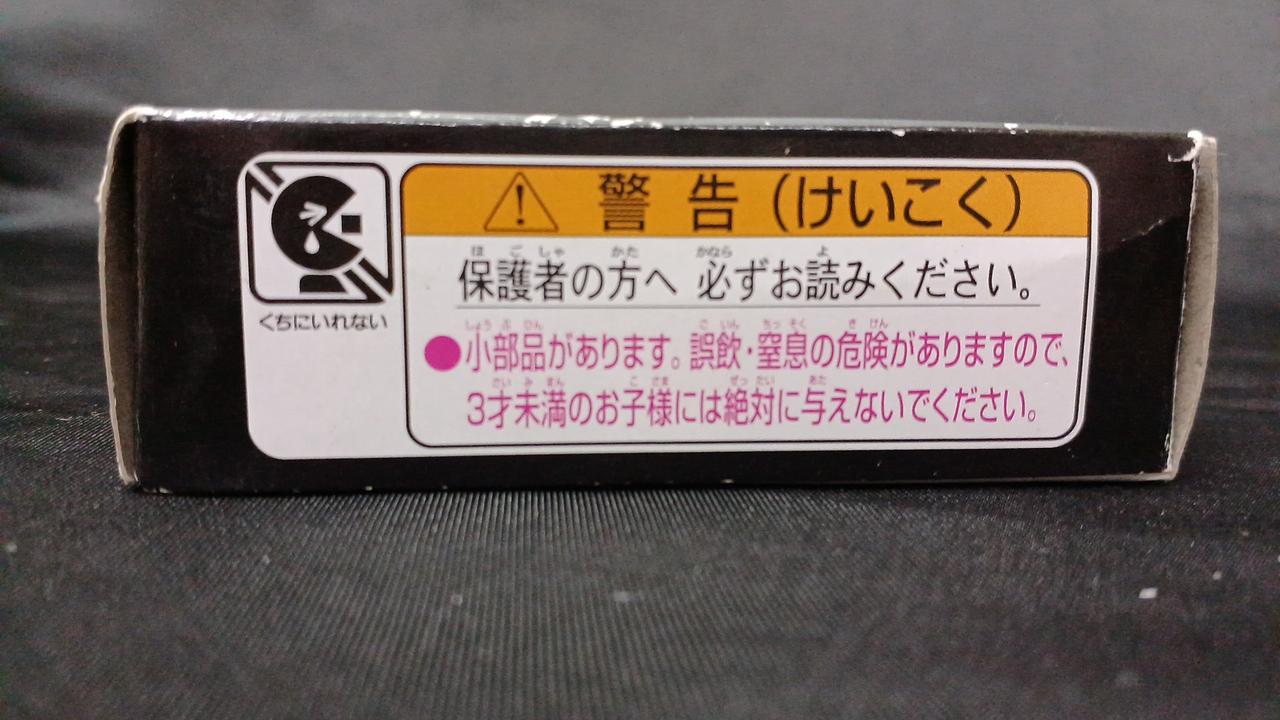 警告(けいこく)
くちにいれない
保護者の方へ 必ずお読みください。
●小部品があります。誤飲・窒息の危険がありますので、
3才未満のお子様には絶対に与えないでください。